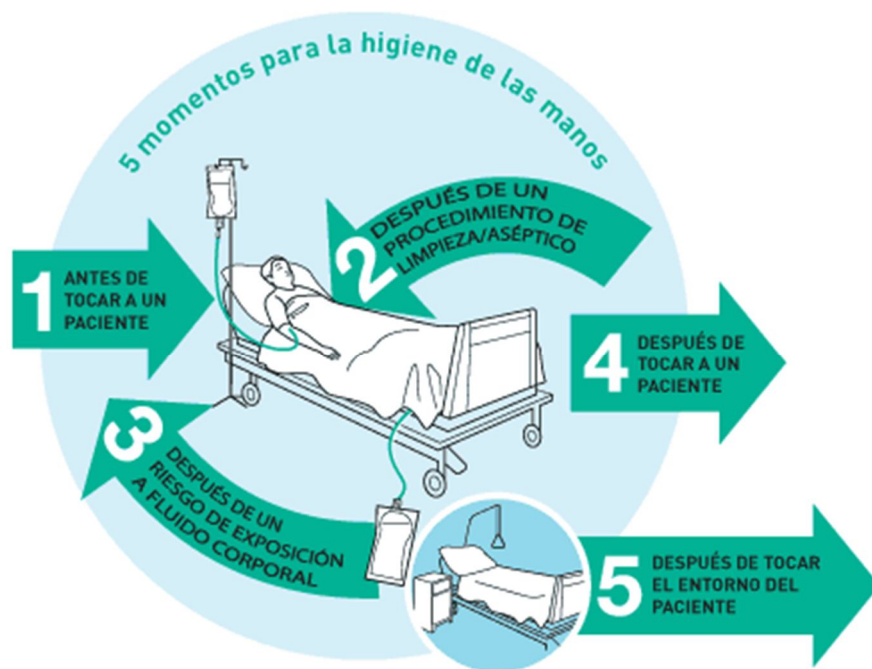 5 momentos para la higiene de las manos
1
ANTES DE
TOCAR A UN
PACIENTE
2
DESPUÉS DE UN
PROCEDIMIENTO DE
LIMPIEZA/ASÉPTICO
3
DESPUÉS DE UN
RIESGO DE EXPOSICIÓN
A FLUIDO CORPORAL
4
DESPUÉS DE
TOCAR A UN
PACIENTE
5
DESPUÉS DE TOCAR
EL ENTORNO DEL
PACIENTE